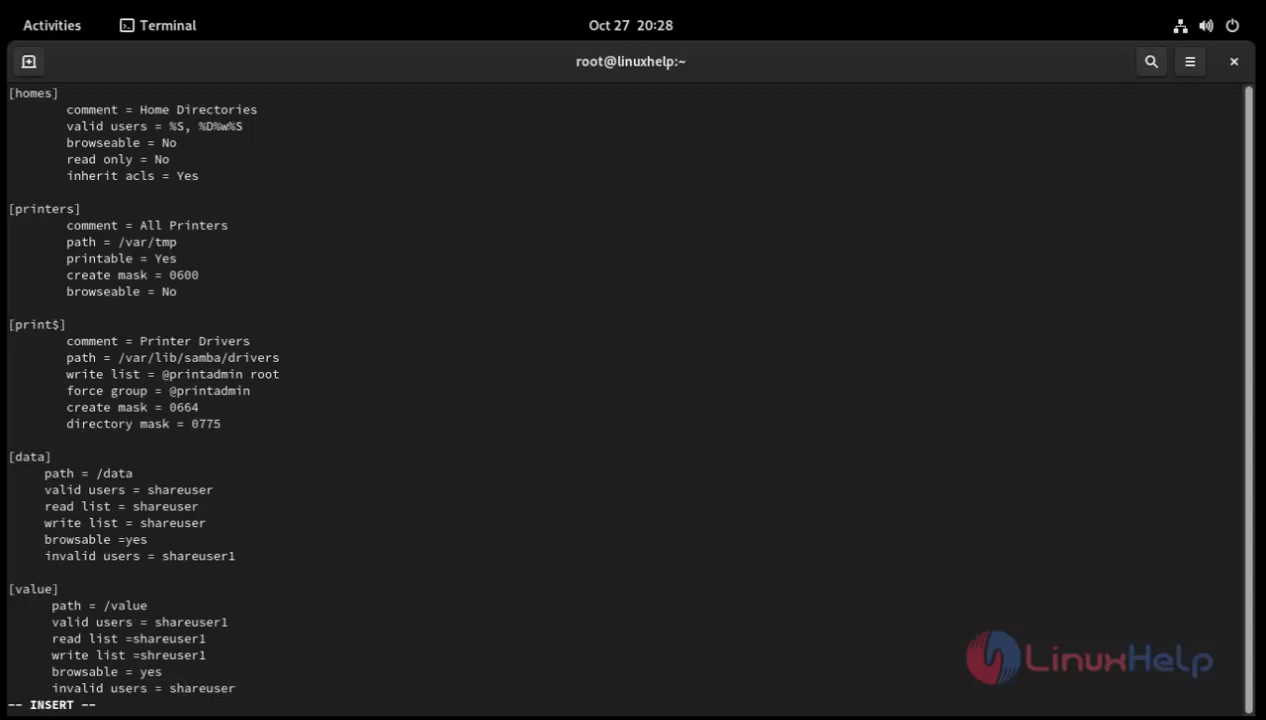 Activities
Terminal
Oct 27 20:28
root@linuxhelp:~
[homes]
comment = Home Directories
valid users = %S, %D%w%S
browseable = No
read only = No
inherit acls = Yes
[printers]
comment = All Printers
path = /var/tmp
printable = Yes
create mask = 0600
browseable = No
[print$]
comment = Printer Drivers
path = /var/lib/samba/drivers
write list = @printadmin root
force group = @printadmin
create mask = 0664
directory mask = 0775
[data]
path = /data
valid users = shareuser
read list = shareuser
write list = shareuser
browsable =yes
invalid users = shareuser1
[value]
path = /value
valid users = shareuser1
read list =shareuser1
write list =shreuser1
browsable = yes
invalid users = shareuser
-- INSERT --
LinuxHelp